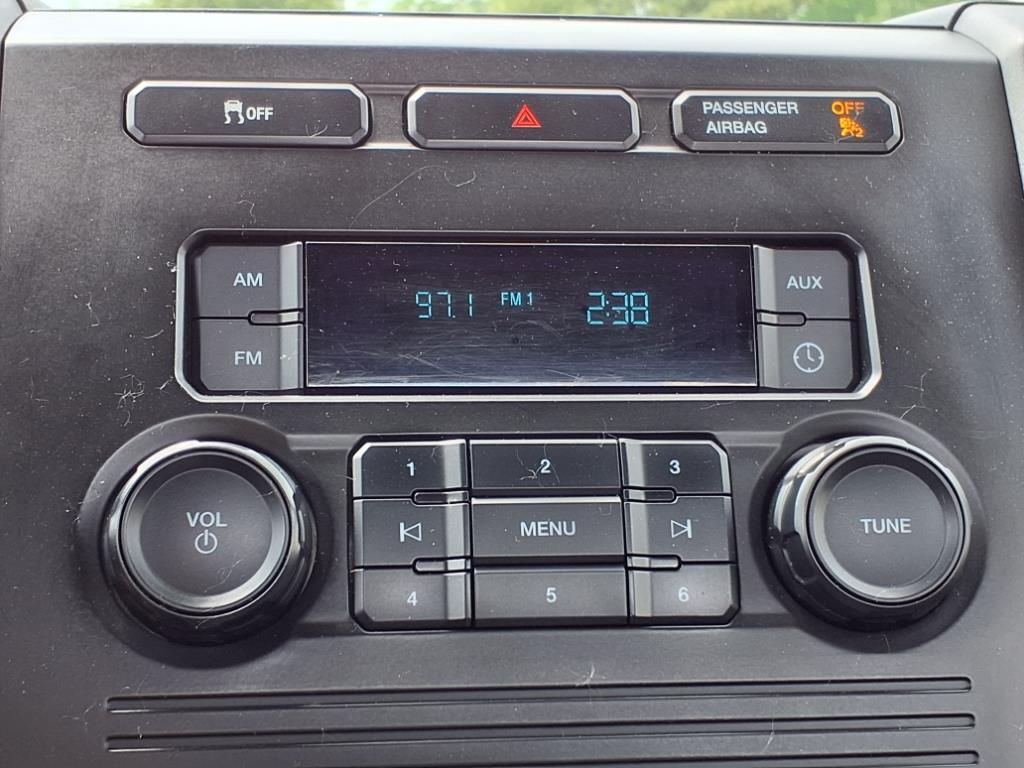 OFF
PASSENGER OFF
AIRBAG 2
AM
97.1 FM1 2:38
AUX
FM
1 2 3
VOL
MENU
TUNE
4 5 6